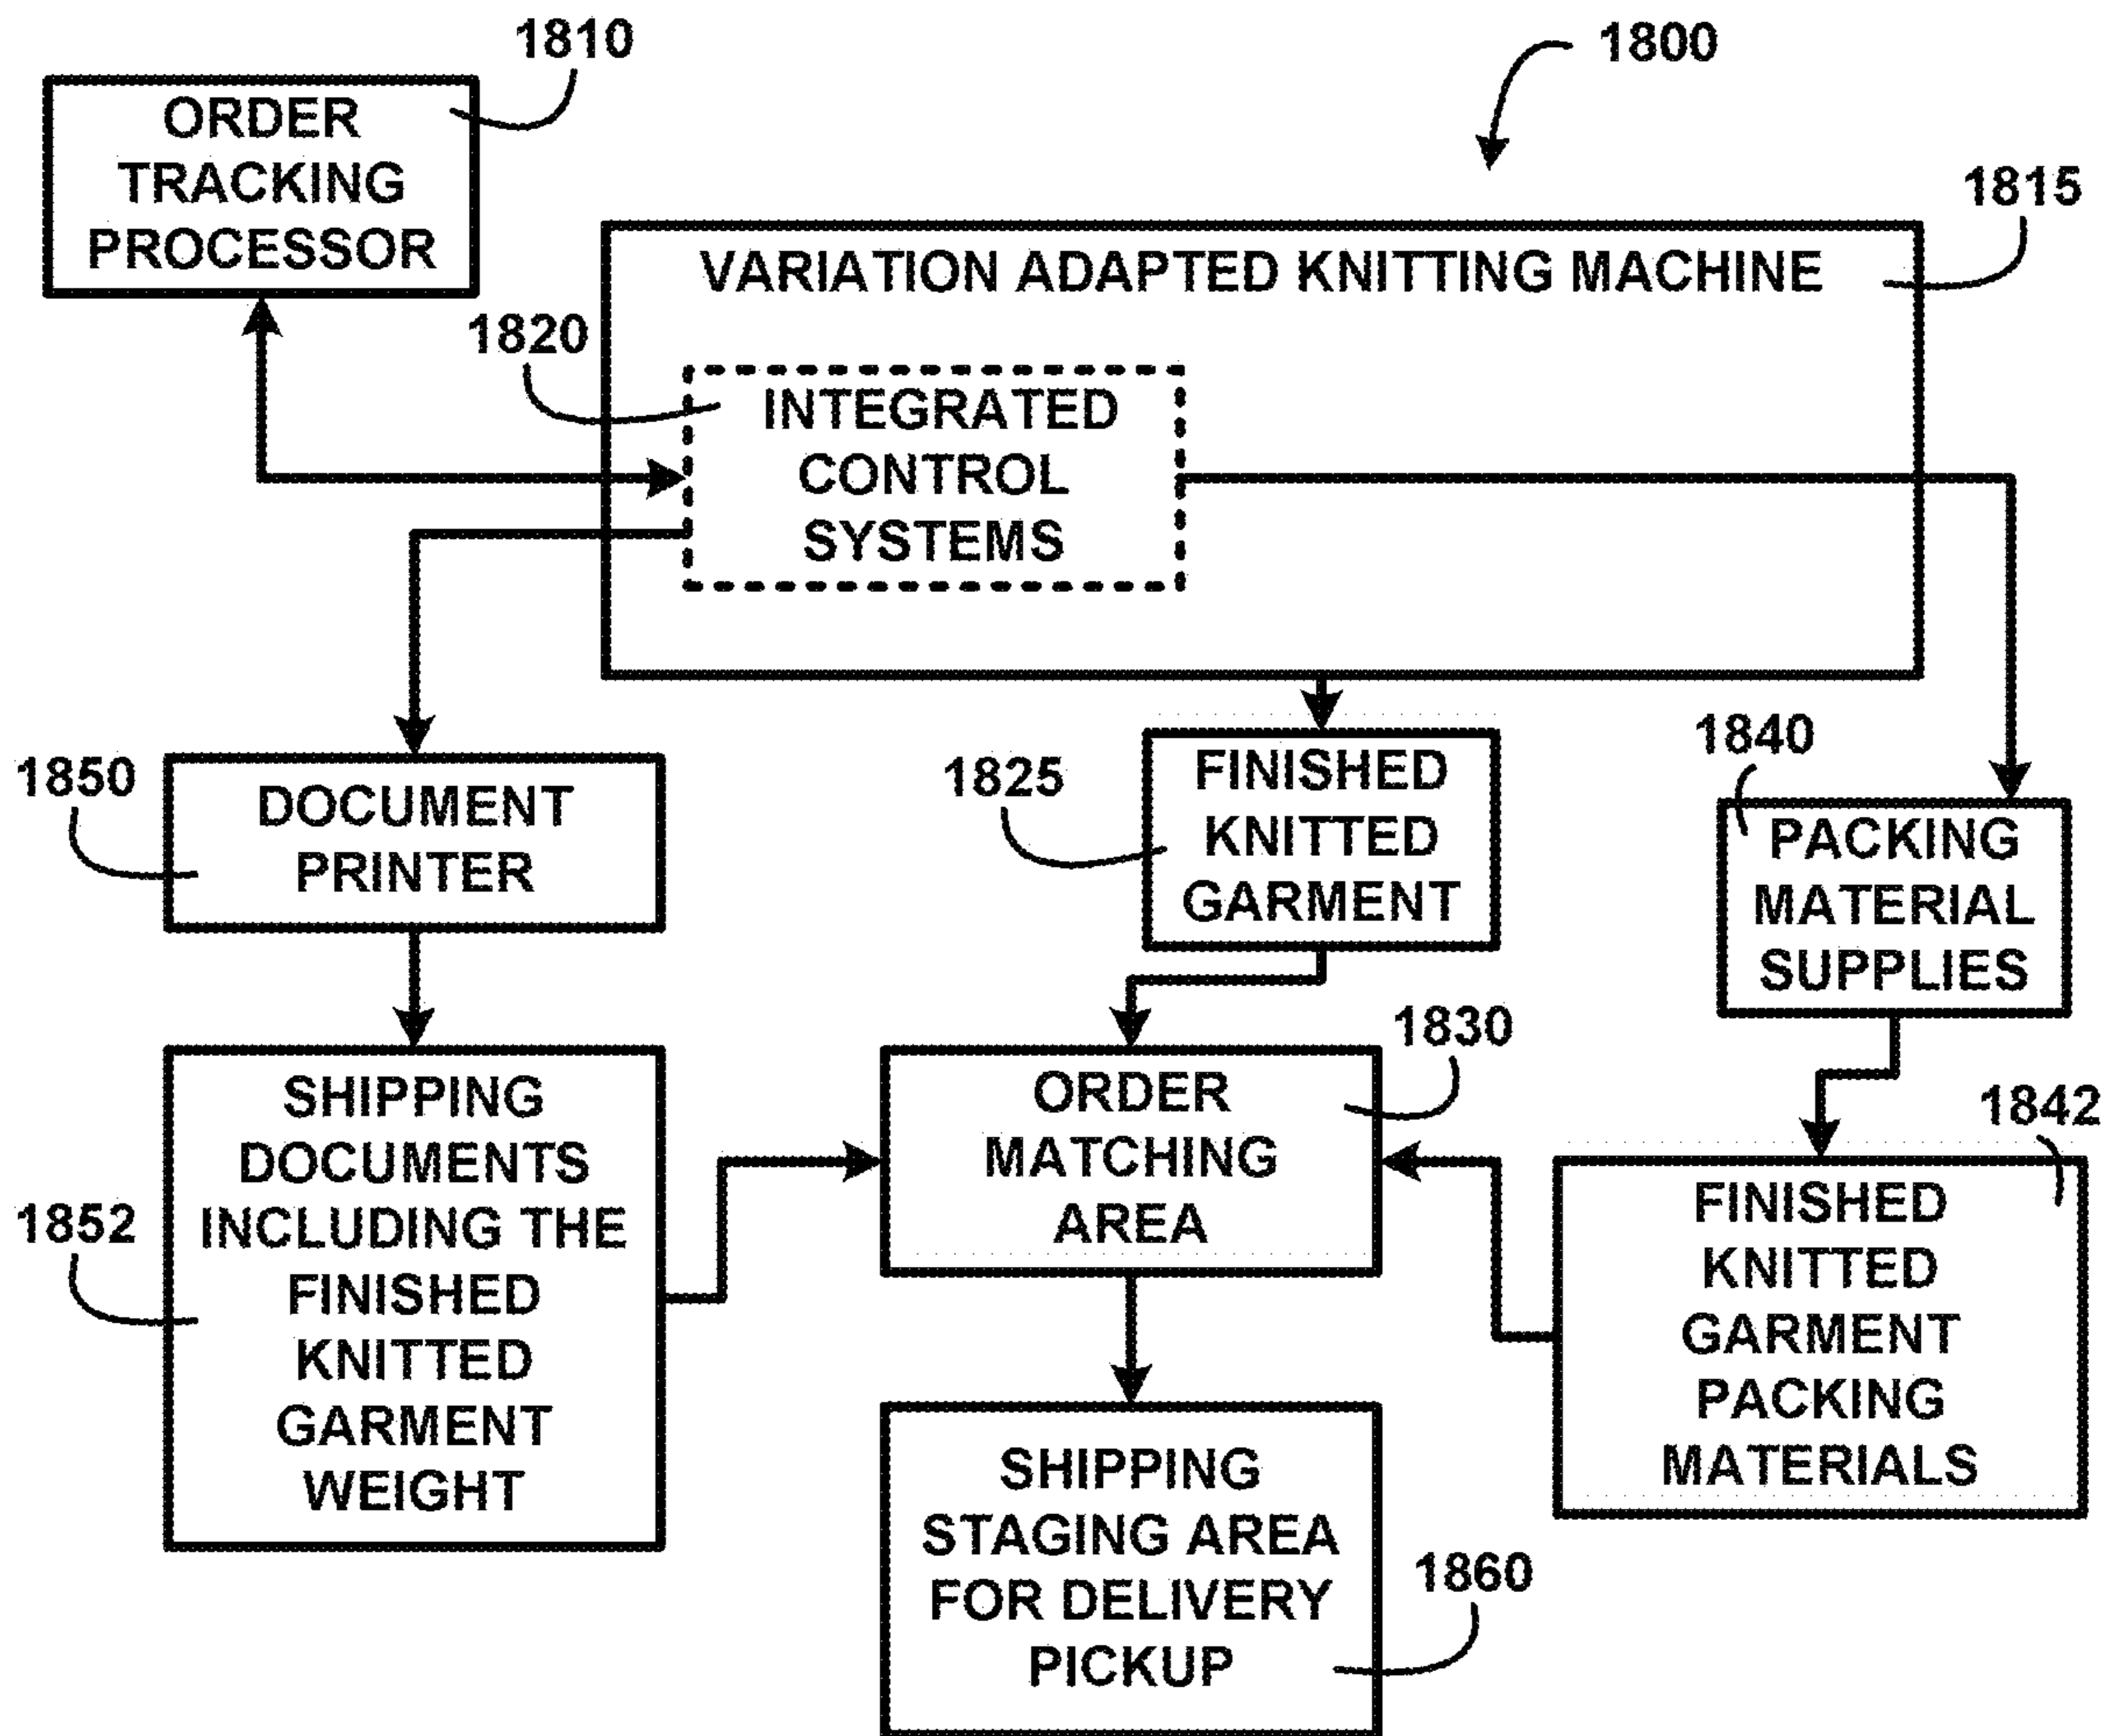 1810
1800
ORDER
TRACKING
PROCESSOR
1815
VARIATION ADAPTED KNITTING MACHINE
1820
INTEGRATED
CONTROL
SYSTEMS
1850
DOCUMENT
PRINTER
1825
FINISHED
KNITTED
GARMENT
1840
PACKING
MATERIAL
SUPPLIES
1852
SHIPPING
DOCUMENTS
INCLUDING THE
FINISHED
KNITTED
GARMENT
WEIGHT
1830
ORDER
MATCHING
AREA
1842
FINISHED
KNITTED
GARMENT
PACKING
MATERIALS
SHIPPING
STAGING AREA
FOR DELIVERY
PICKUP
1860